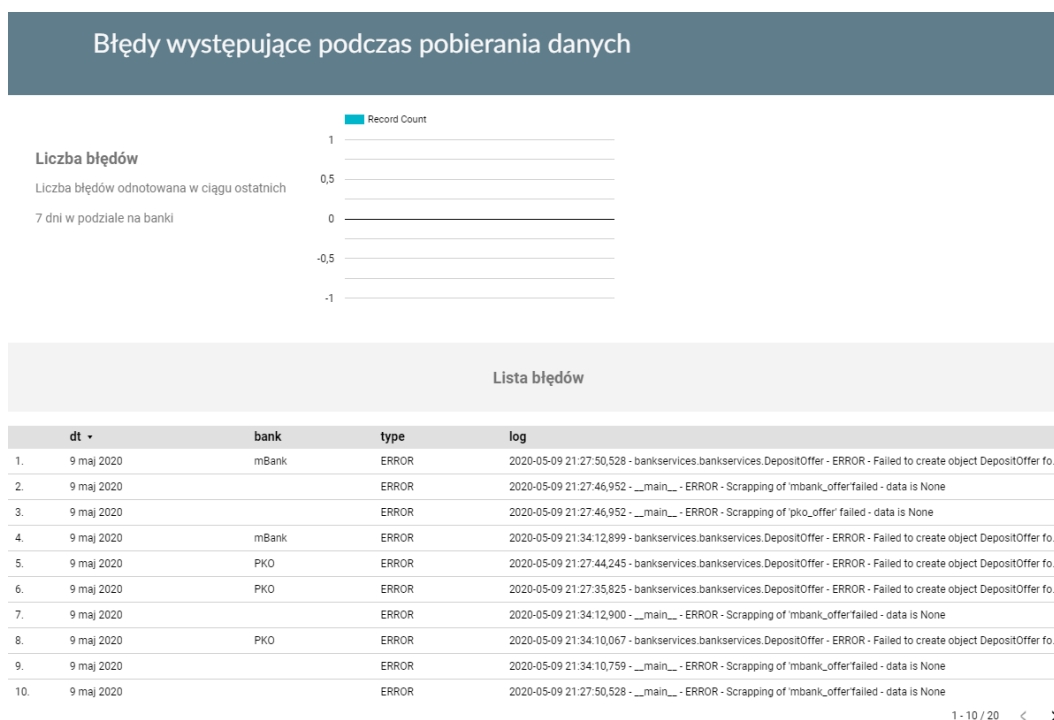 Błędy występujące podczas pobierania danych
Record Count
1
0,5
0
-0,5
-1
Liczba błędów
Liczba błędów odnotowana w ciągu ostatnich
7 dni w podziale na banki
Lista błędów
dt bank type log
1. 9 maj 2020 mBank ERROR 2020-05-09 21:27:50,528 - bankservices.bankservices.DepositOffer - ERROR - Failed to create object DepositOffer fo.
2. 9 maj 2020 ERROR 2020-05-09 21:27:46,952 - __main__ - ERROR - Scrapping of 'mbank_offer'failed - data is None
3. 9 maj 2020 ERROR 2020-05-09 21:27:46,952 - __main__ - ERROR - Scrapping of 'pko_offer' failed - data is None
4. 9 maj 2020 mBank ERROR 2020-05-09 21:34:12,899 - bankservices.bankservices.DepositOffer - ERROR - Failed to create object DepositOffer fo.
5. 9 maj 2020 PKO ERROR 2020-05-09 21:27:44,245 - bankservices.bankservices.DepositOffer - ERROR - Failed to create object DepositOffer fo.
6. 9 maj 2020 PKO ERROR 2020-05-09 21:27:35,825 - bankservices.bankservices.DepositOffer - ERROR - Failed to create object DepositOffer fo.
7. 9 maj 2020 ERROR 2020-05-09 21:34:12,900 - __main__ - ERROR - Scrapping of 'mbank_offer'failed - data is None
8. 9 maj 2020 PKO ERROR 2020-05-09 21:34:10,067 - bankservices.bankservices.DepositOffer - ERROR - Failed to create object DepositOffer fo.
9. 9 maj 2020 ERROR 2020-05-09 21:34:10,759 - __main__ - ERROR - Scrapping of 'mbank_offer'failed - data is None
10. 9 maj 2020 ERROR 2020-05-09 21:27:50,528 - __main__ - ERROR - Scrapping of 'mbank_offer'failed - data is None
1 - 10 / 20